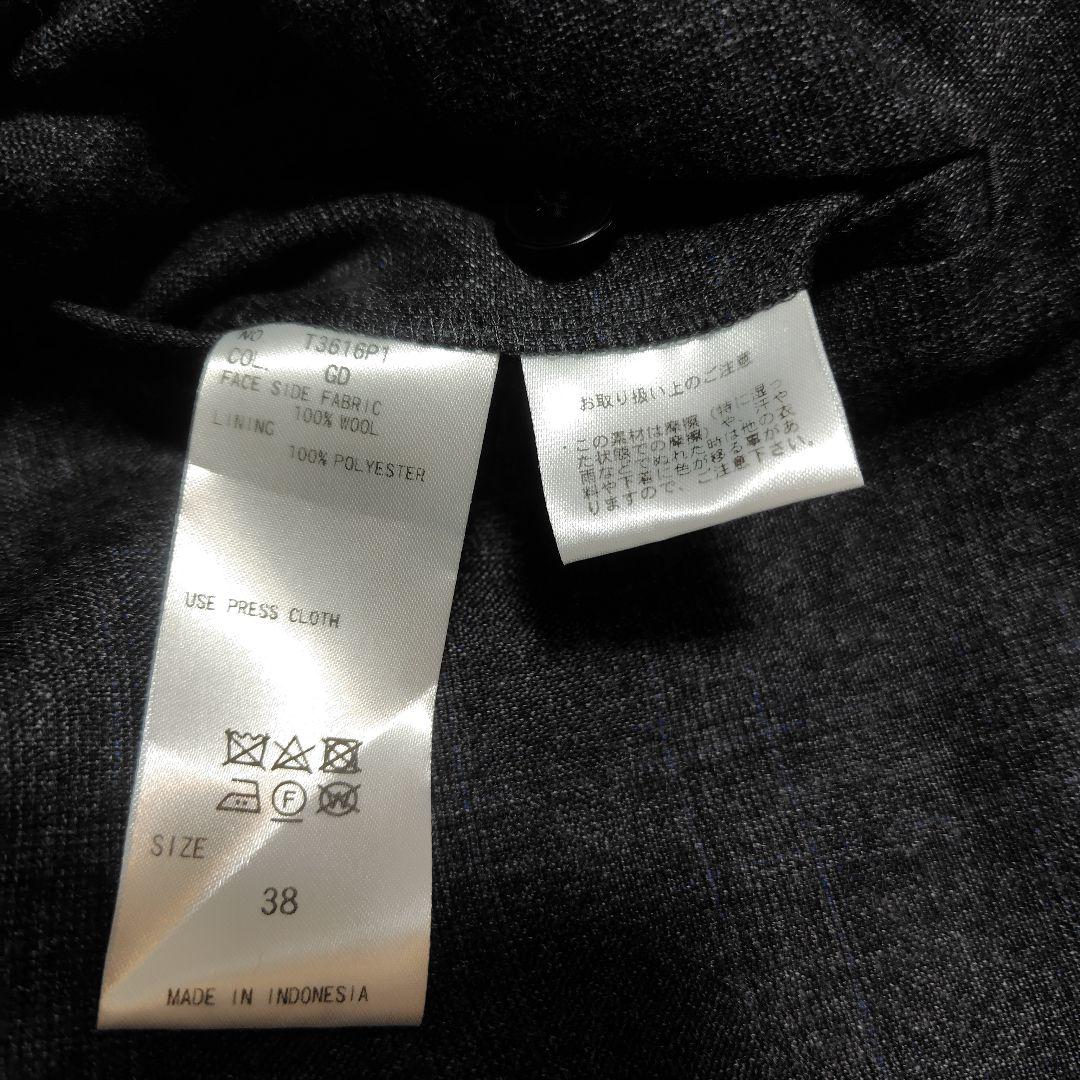 NO T3616P1
COL. GD
FACE SIDE FABRIC
100% WOOL
LINING
100% POLYESTER
USE PRESS CLOTH
F W
SIZE
38
MADE IN INDONESIA
お取り扱い上のご注意
・この素材は摩擦(特に湿っ
た状態での摩擦)や汗や
雨などでぬれた時は他の衣
料や下着に色が移る事があ
りますので、ご注意下さい。